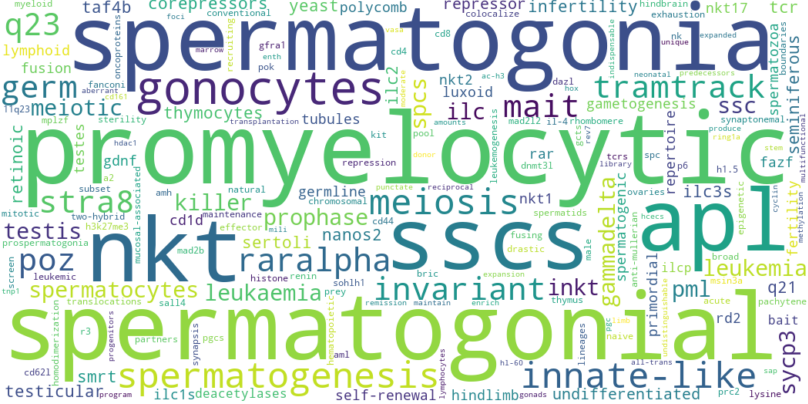 taf4b corepressors yeast polycomb repressor infertility nkt17 tcr
q23 spermatogonia
lymphoid fusion
germ gonocytes ilc2 nkt2 luxoid tramtrack
meiotic thymocytes spcs ilc mait ssc gametogenesis
retinoic testes gdnf tubules rar repertoire fazf seminiferous spermatozoa
promyelocytic
stra8 killer germline meiosis nkt1 ilc3s
testis cd1d prophase nanos2 gammadelta spermatogenic apl fertility
poz nkt raralpha sscs sertoli
spermatocytes leukaemia invariant inkt primordial pml leukemia q21
spermatogonial
smrt rd2 bait sycp3
testicular spermatogenesis innate-like
ilc1s deacetylases self-renewal hindlimb undifferentiated
myeloid foci conventional colocalize cd4 cd8 exhaustion hindbrain nk unique expanded
oncoproteins fanconi aberrant cd161 11q23 mplzf hdac1 sterility
recruiting marrow gfra1 enth pok transplantation amounts mad2l2 il-4 rhombomere
vasa ac-h3 dazl hox neonatal predecessors indispensable boundaries synaptonemal
kit pool repression leukemogenesis rev7 produce ring1a stem multifunctional
a2 subset amh natural chromosomal reciprocal punctate donor dnmt3l spc tcrs library p6 h1.5
mitotic two-hybrid maintenance effector cd44 spermatids hcecs ovaries epigenetic cyclin methylation
prospermatogonia h3k27me3 mucosal-associated mad2b mili fusing drastic male anti-mullerian
screen leukemic histone renin bric ilcp broad msin3a pachytene
tnp1 translocations sall4 sohlh1 prey expansion thymus acute
homodimerization r3 partners pgcs synapsis hematopoietic remission maintain enrich lineages pgc naive indistinguishable
cd62l program progenitors aml1 lymphocytes hl-60 gonads all-trans prc2 lysine sap